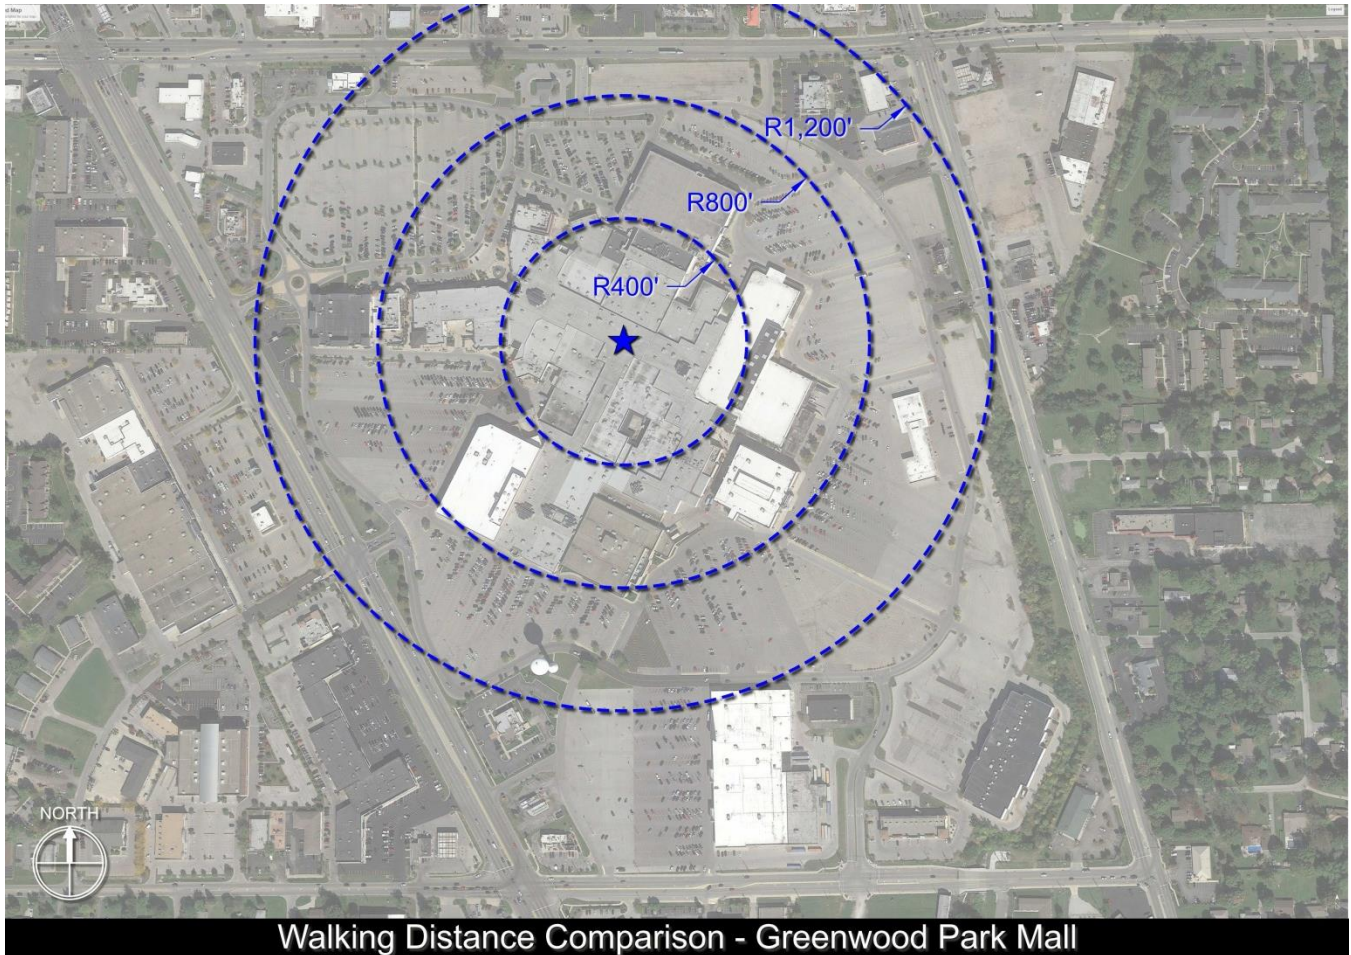 R1,200'
R800'
R400'
NORTH
Walking Distance Comparison - Greenwood Park Mall